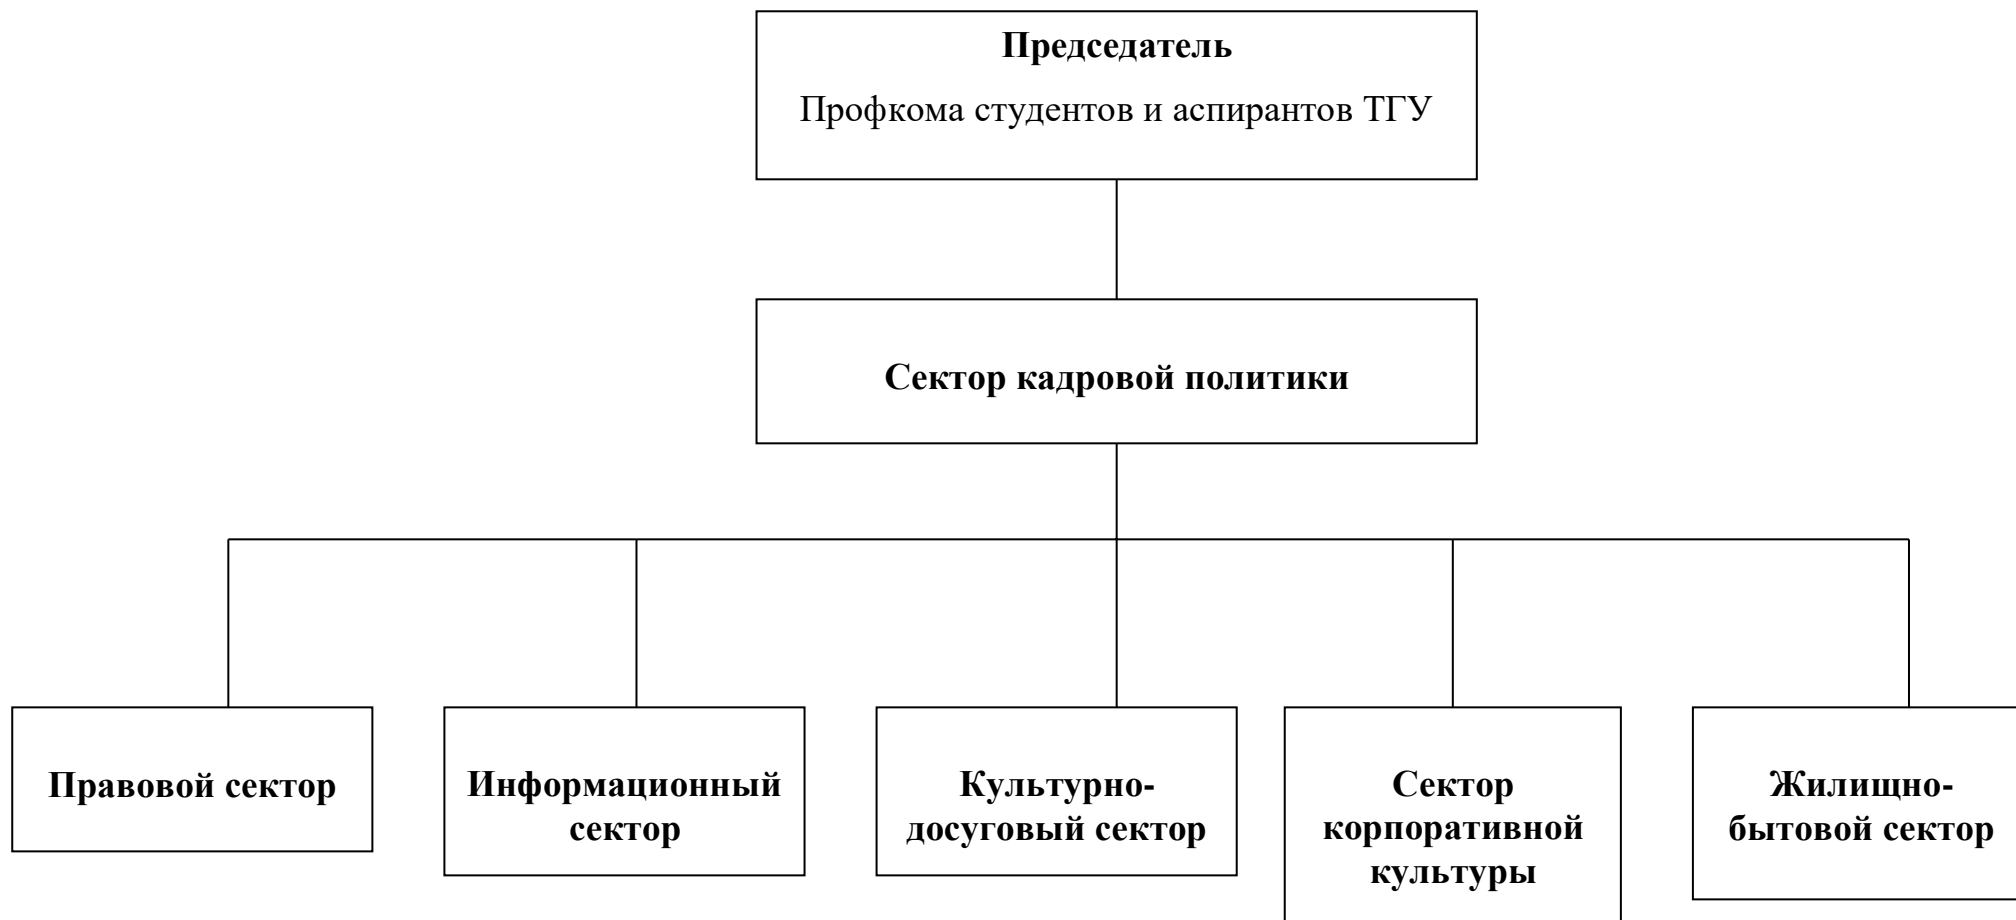 Председатель
Профкома студентов и аспирантов ТГУ
Сектор кадровой политики
Правовой сектор
Информационный
сектор
Культурно-
досуговый сектор
Сектор
корпоративной
культуры
Жилищно-
бытовой сектор